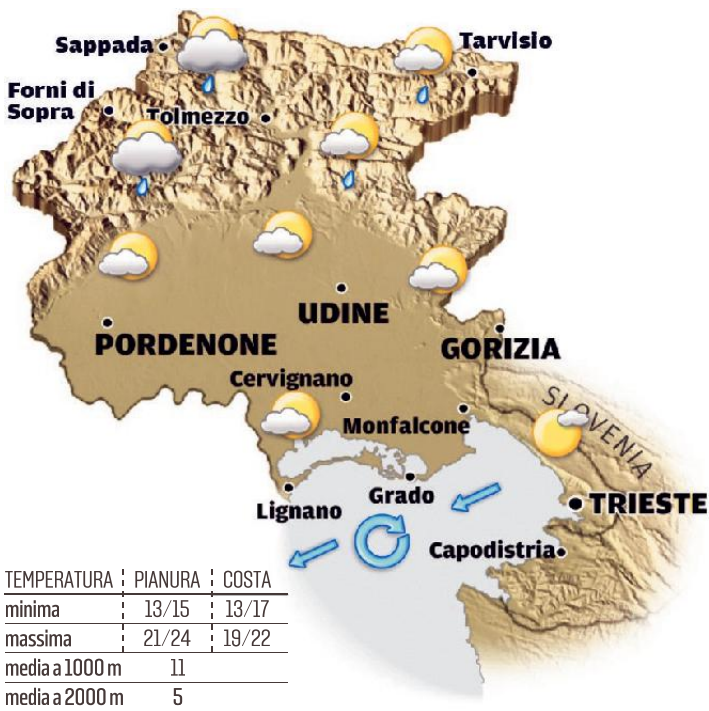 Sappada
Tarvisio
Forni di
Sopra
Tolmezzo
UDINE
PORDENONE
GORIZIA
Cervignano
SLOVENIA
Monfalcone
Grado
Lignano
TRIESTE
Capodistria
TEMPERATURA PIANURA COSTA
minima 13/15 13/17
massima 21/24 19/22
media a 1000 m 11
media a 2000 m 5